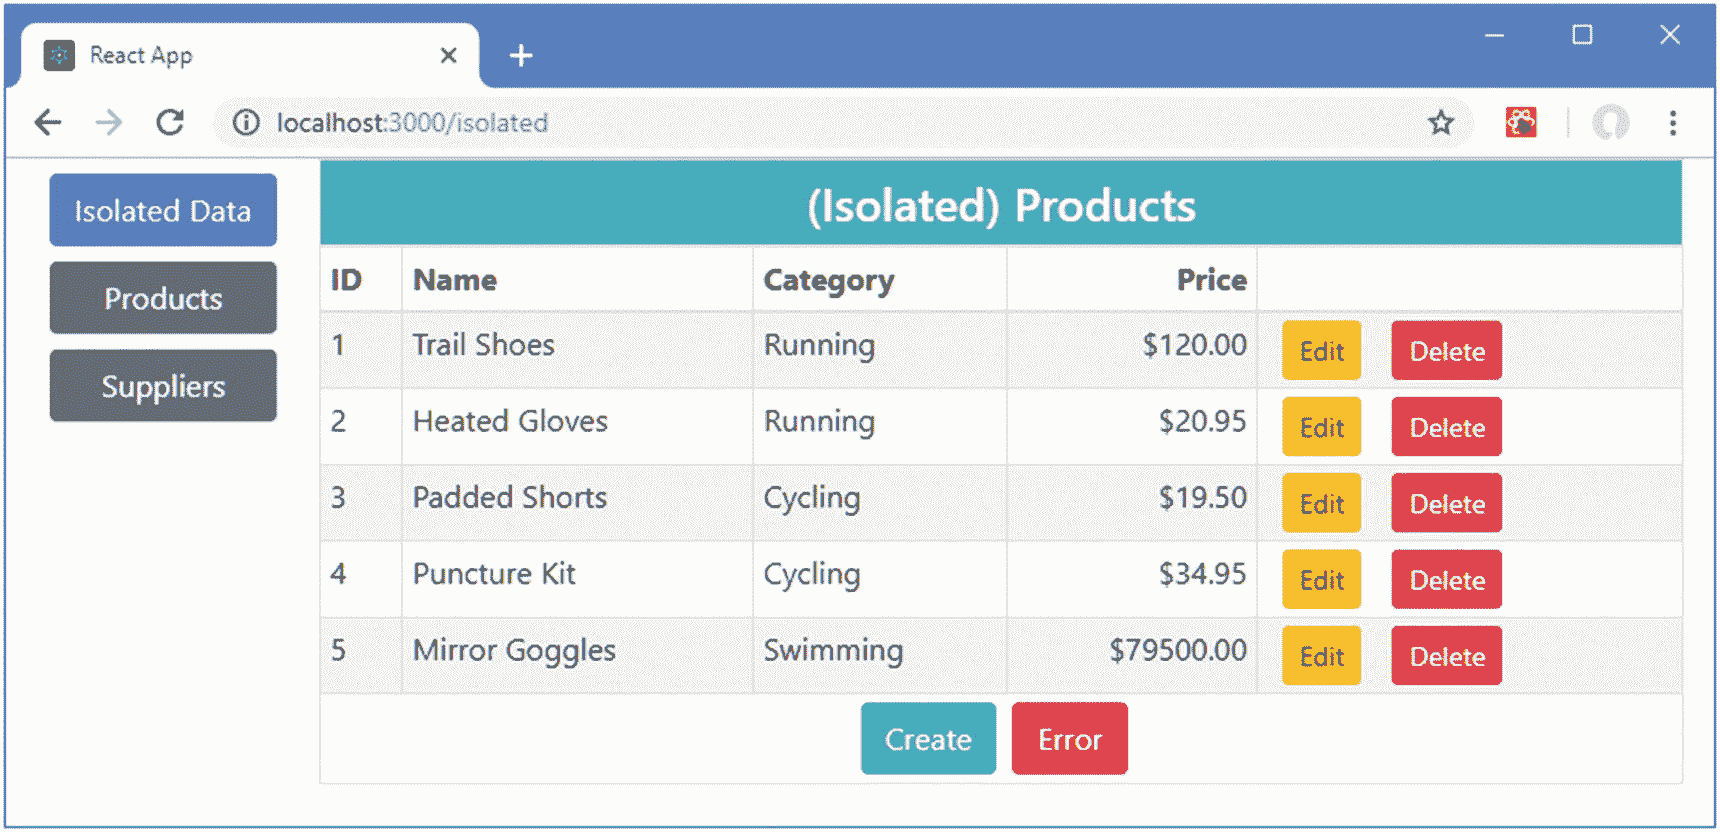 React App
localhost:3000/isolated
Isolated Data
Products
Suppliers
(Isolated) Products
ID Name Category Price
1 Trail Shoes Running $120.00 Edit Delete
2 Heated Gloves Running $20.95 Edit Delete
3 Padded Shorts Cycling $19.50 Edit Delete
4 Puncture Kit Cycling $34.95 Edit Delete
5 Mirror Goggles Swimming $79500.00 Edit Delete
Create Error